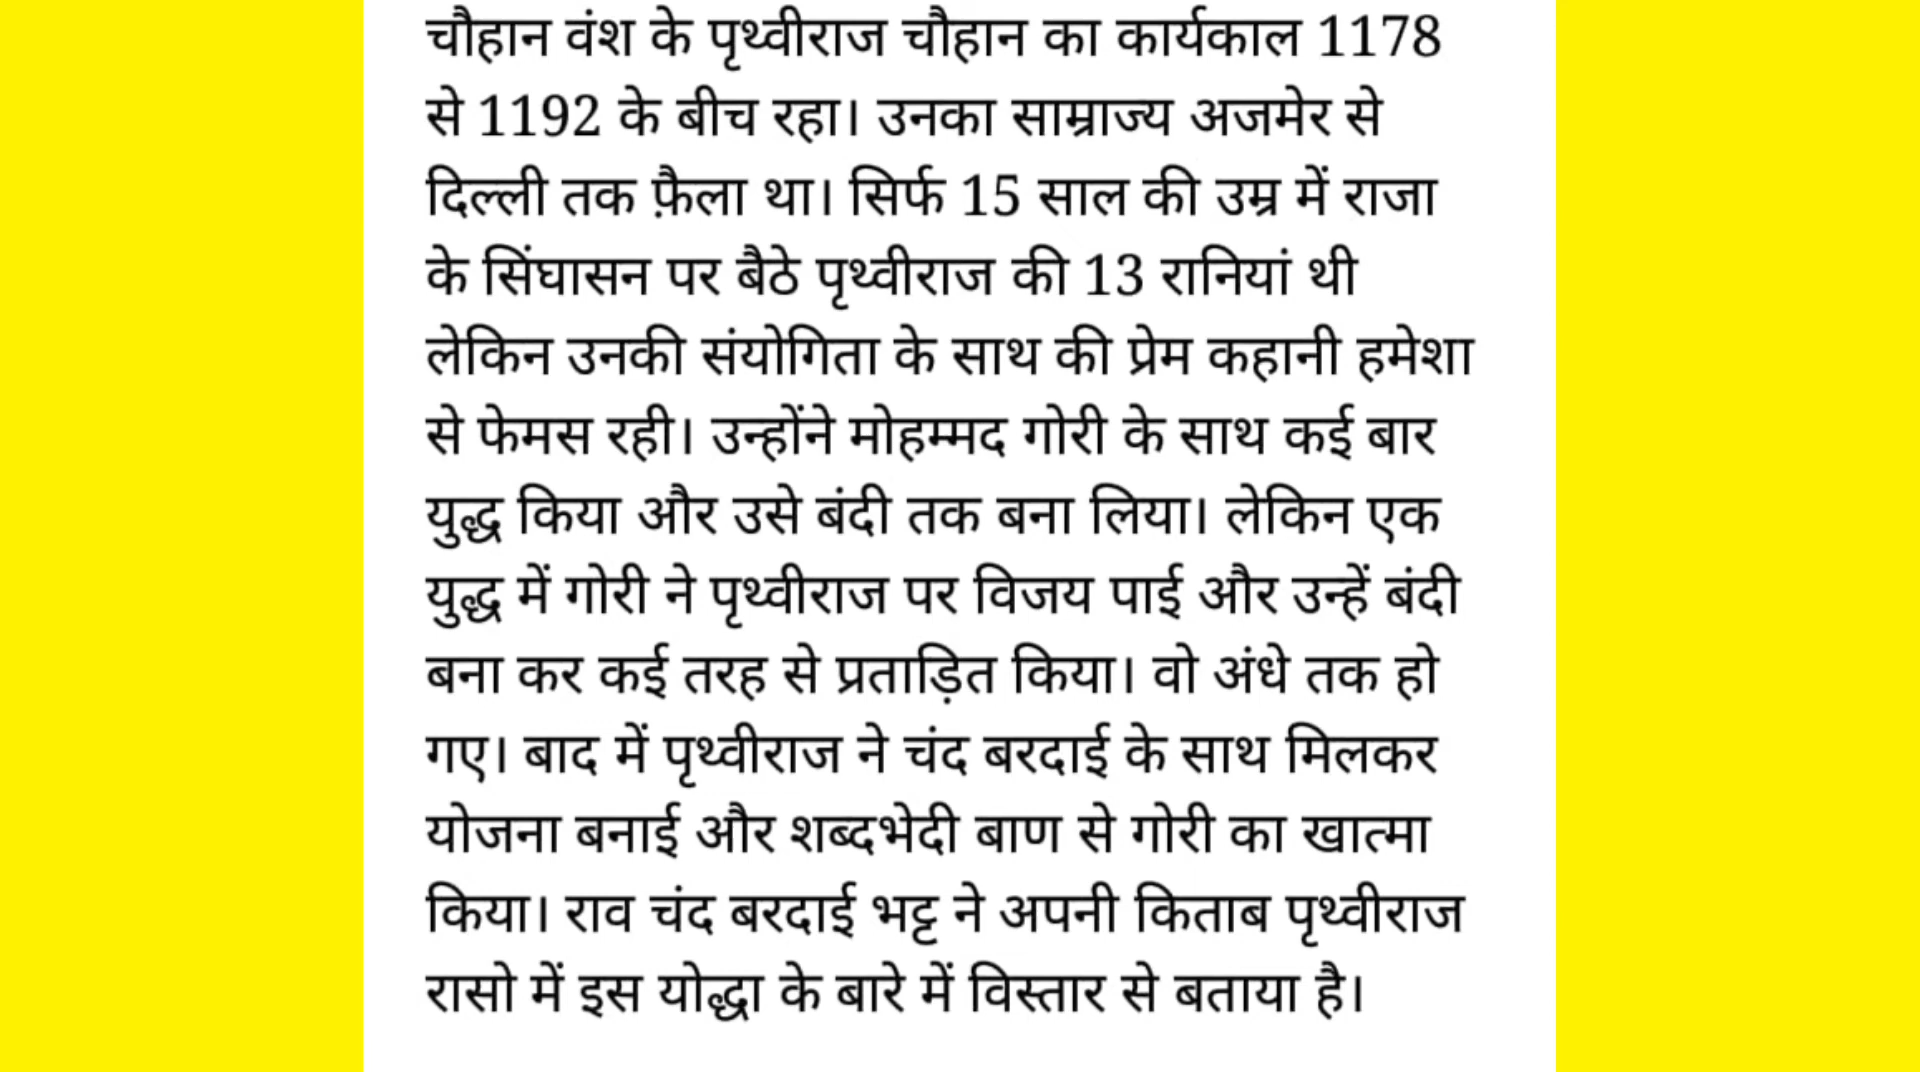 चौहान वंश के पृथ्वीराज चौहान का कार्यकाल 1178
से 1192 के बीच रहा। उनका साम्राज्य अजमेर से
दिल्ली तक फ़ैला था। सिर्फ 15 साल की उम्र में राजा
के सिंघासन पर बैठे पृथ्वीराज की 13 रानियां थी
लेकिन उनकी संयोगिता के साथ की प्रेम कहानी हमेशा
से फेमस रही। उन्होंने मोहम्मद गोरी के साथ कई बार
युद्ध किया और उसे बंदी तक बना लिया। लेकिन एक
युद्ध में गोरी ने पृथ्वीराज पर विजय पाई और उन्हें बंदी
बना कर कई तरह से प्रताड़ित किया। वो अंधे तक हो
गए। बाद में पृथ्वीराज ने चंद बरदाई के साथ मिलकर
योजना बनाई और शब्दभेदी बाण से गोरी का खात्मा
किया। राव चंद बरदाई भट्ट ने अपनी किताब पृथ्वीराज
रासो में इस योद्धा के बारे में विस्तार से बताया है।